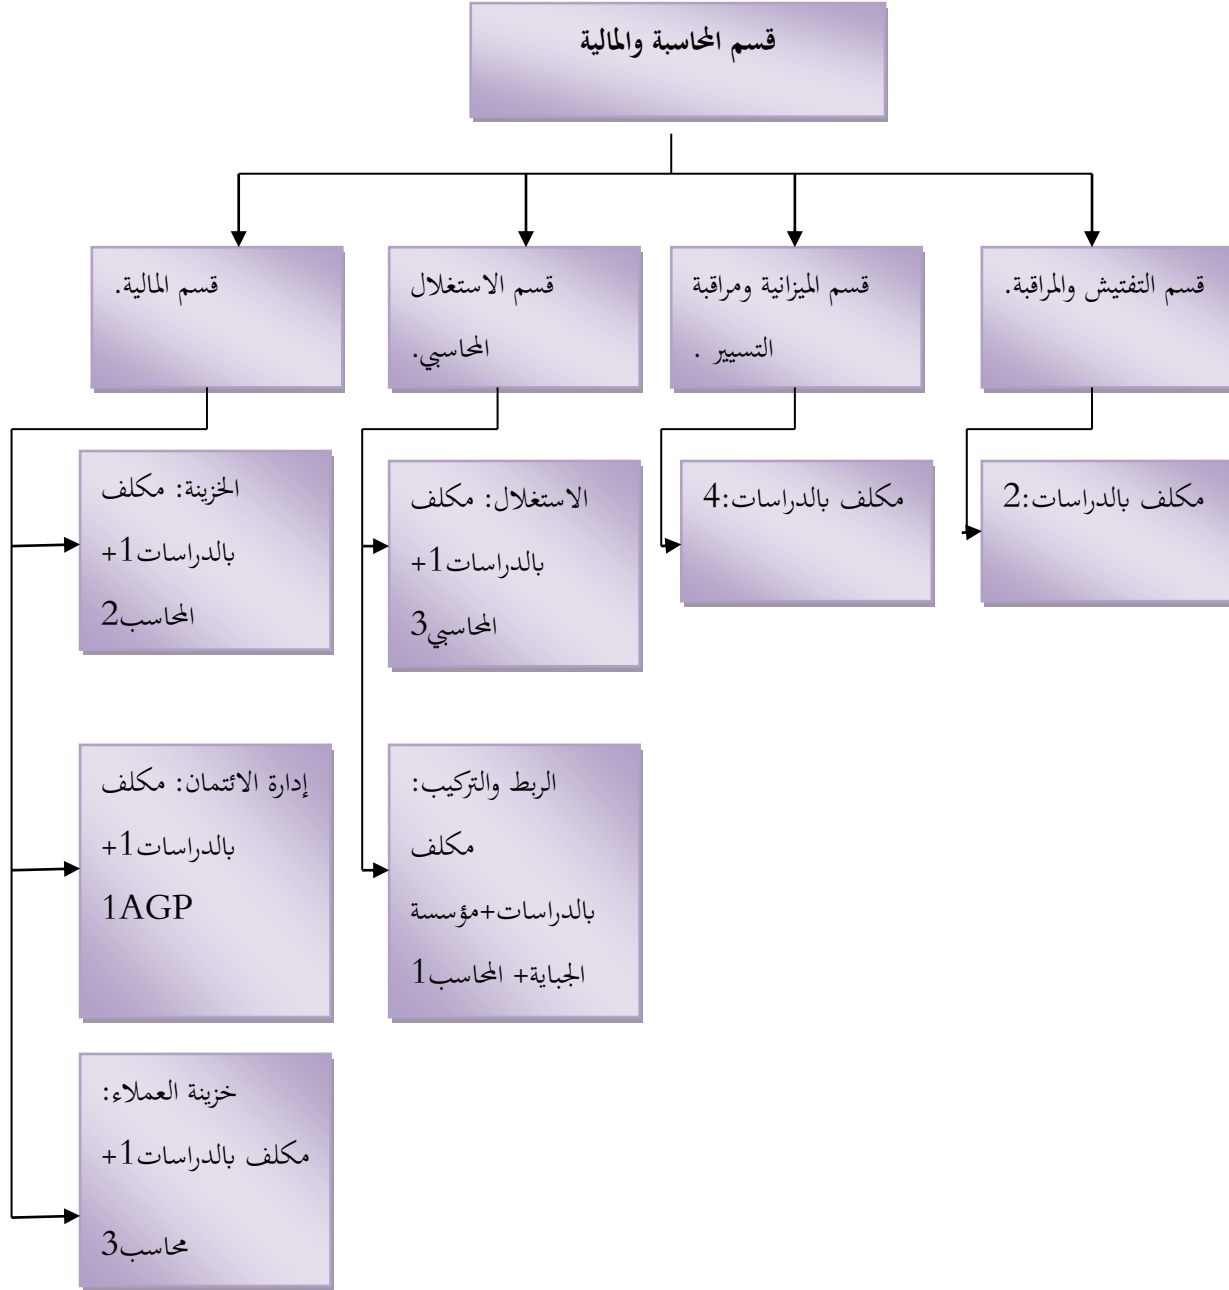 قسم المحاسبة والمالية
قسم التفتيش والمراقبة.
قسم الميزانية ومراقبة
التسيير .
قسم الاستغلال
المحاسبي.
قسم المالية.
مكلف بالدراسات:2
مكلف بالدراسات:4
الاستغلال: مكلف
بالدراسات1+
المحاسبي3
الخزينة: مكلف
بالدراسات1+
المحاسب2
الربط والتركيب:
مكلف
بالدراسات+مؤسسة
الجباية+ المحاسب1
إدارة الائتمان: مكلف
بالدراسات1+
1AGP
خزينة العملاء:
مكلف بالدراسات1+
محاسب3